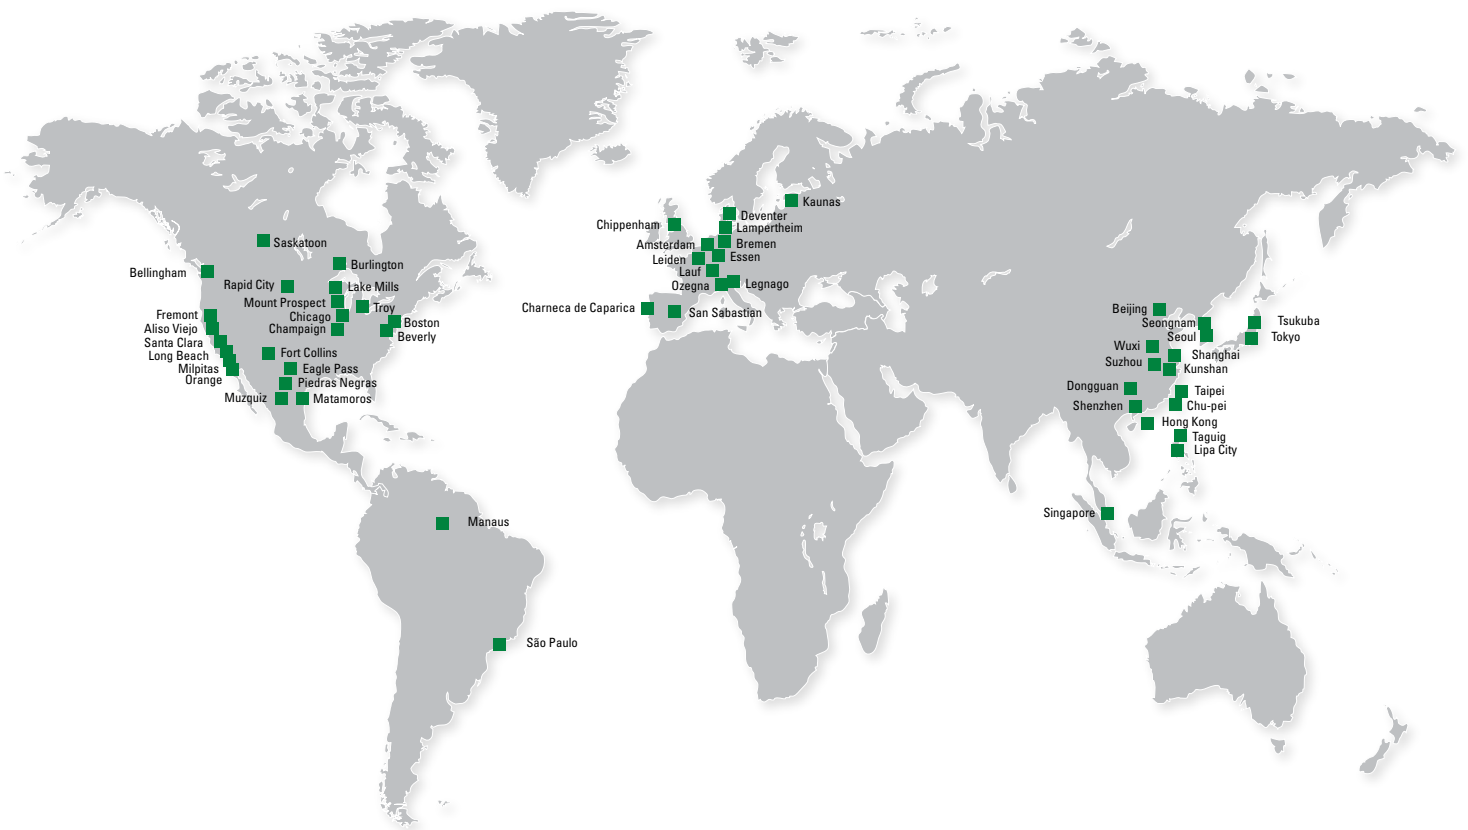 Saskatoon
Bellingham
Burlington
Rapid City
Lake Mills
Mount Prospect
Troy
Fremont
Chicago
Boston
Aliso Viejo
Champaign
Beverly
Santa Clara
Long Beach
Fort Collins
Milpitas
Eagle Pass
Orange
Piedras Negras
Muzquiz
Matamoros
Manaus
São Paulo
Kaunas
Deventer
Chippenham
Lampertheim
Amsterdam
Bremen
Leiden
Essen
Lauf
Ozegna
Legnago
Charneca de Caparica
San Sabastian
Beijing
Seongnam
Tsukuba
Seoul
Tokyo
Wuxi
Shanghai
Suzhou
Kunshan
Dongguan
Taipei
Shenzhen
Chu-pei
Hong Kong
Taguig
Lipa City
Singapore